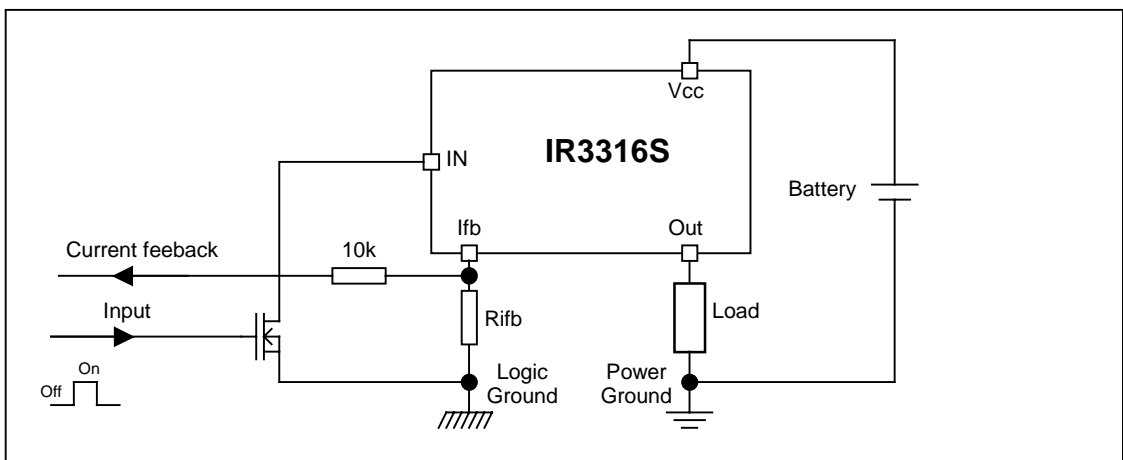 Vcc
IR3316S
IN
Battery
Ifb
Out
Current feeback
10k
Input
Rifb
Load
On
Off
Logic
Ground
Power
Ground